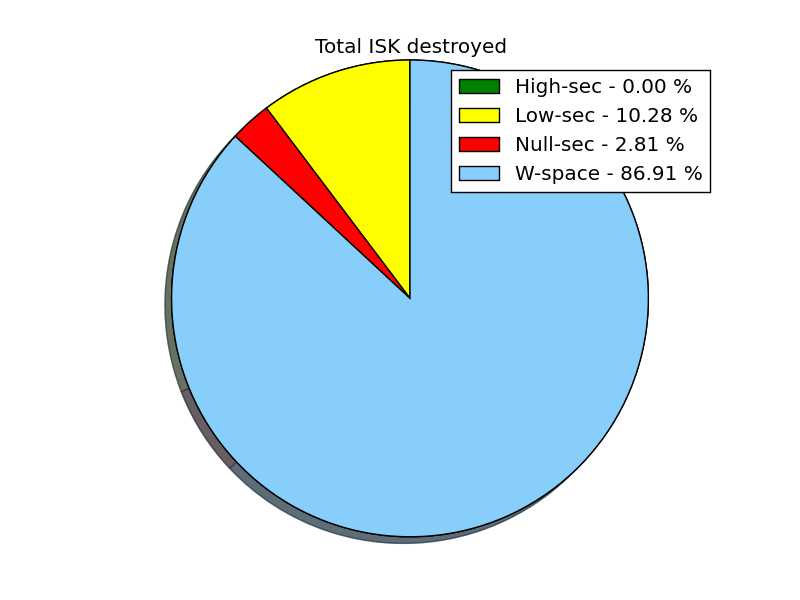 Total ISK destroyed
High-sec - 0.00 %
Low-sec - 10.28 %
Null-sec - 2.81 %
W-space - 86.91 %